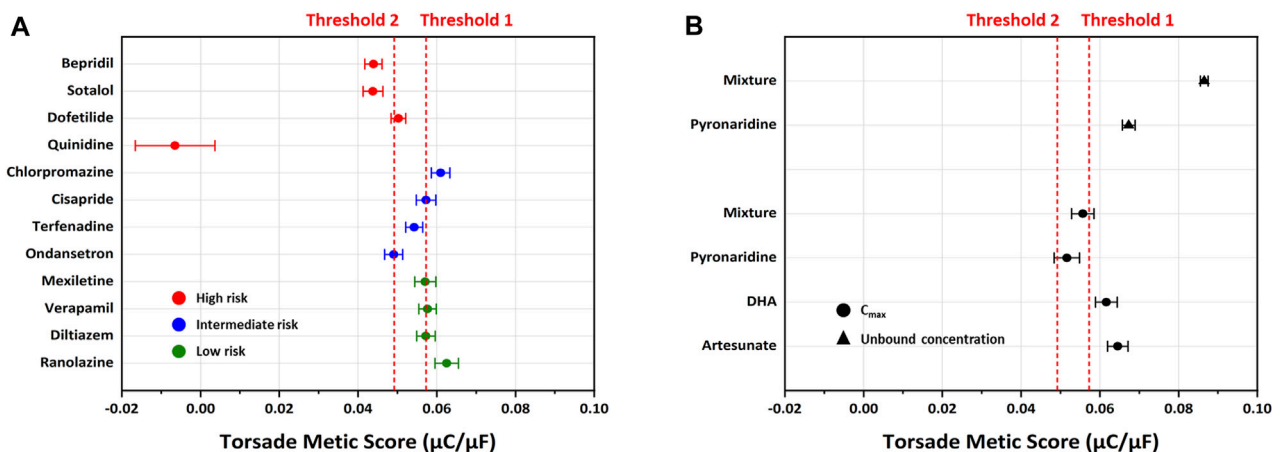 A
Threshold 2 Threshold 1
Bepridil
Sotalol
Dofetilide
Quinidine
Chlorpromazine
Cisapride
Terfenadine
Ondansetron
Mexiletine
Verapamil
Diltiazem
Ranolazine
High risk
Intermediate risk
Low risk
-0.02 0.00 0.02 0.04 0.06 0.08 0.10
Torsade Metic Score (μC/μF)
B
Threshold 2 Threshold 1
Mixture
Pyronaridine
Mixture
Pyronaridine
DHA
Artesunate
Cmax
Unbound concentration
-0.02 0.00 0.02 0.04 0.06 0.08 0.10
Torsade Metic Score (μC/μF)